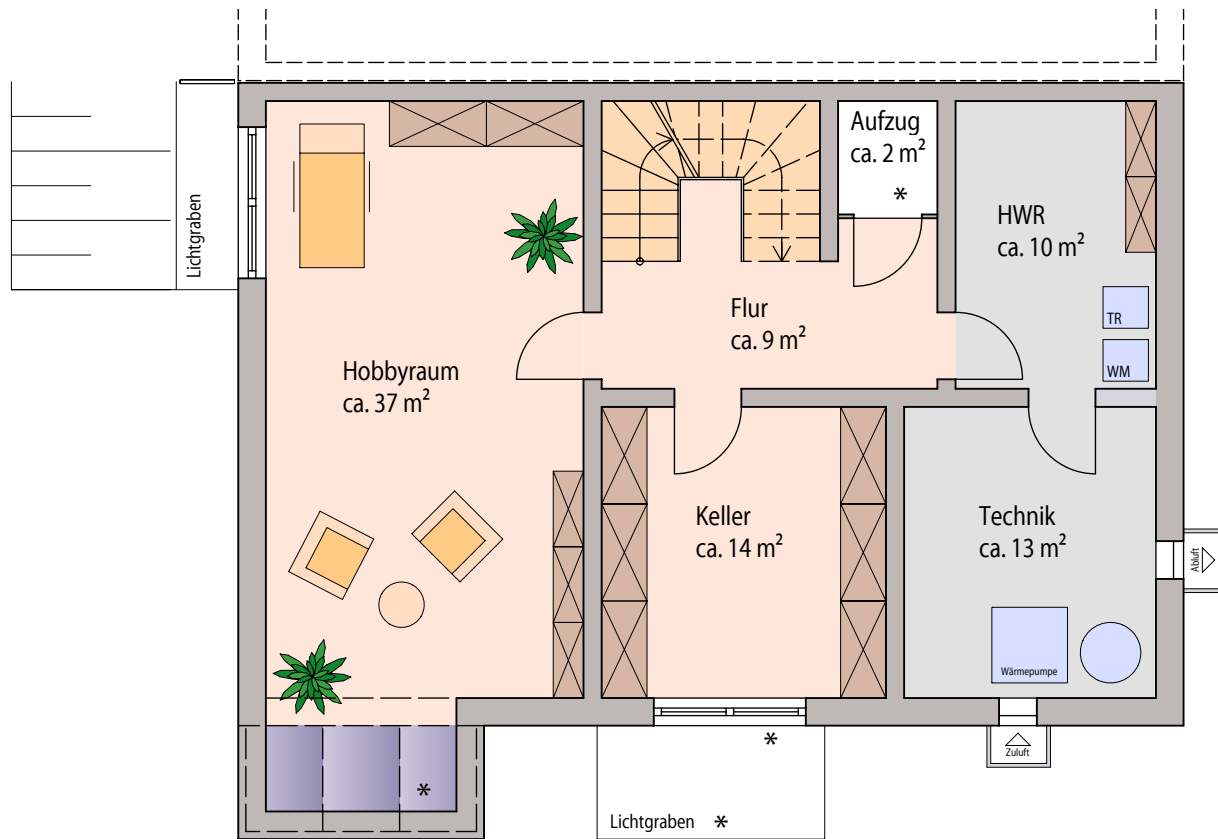 Aufzug
ca. 2 m²
*
HWR
ca. 10 m²
Lichtgraben
TR
WM
Flur
ca. 9 m²
Hobbyraum
ca. 37 m²
Keller
ca. 14 m²
Technik
ca. 13 m²
Abluft
Wärmepumpe
Zuluft
*
*
Lichtgraben *